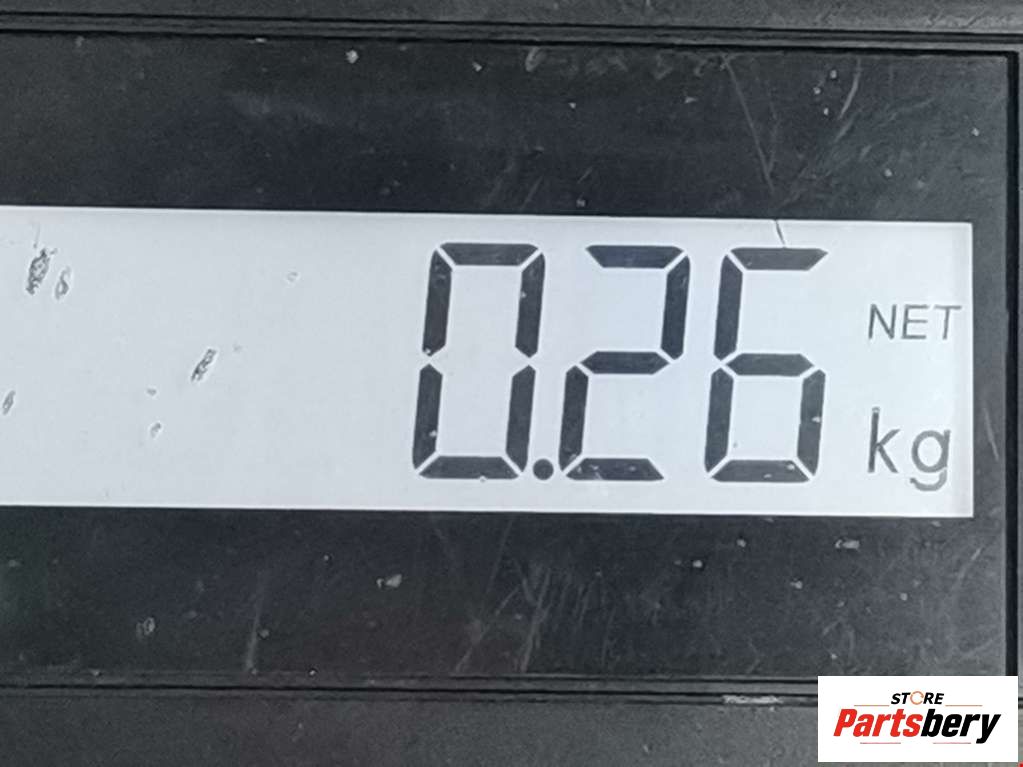 0.26
NET
kg
STORE
Partsbery